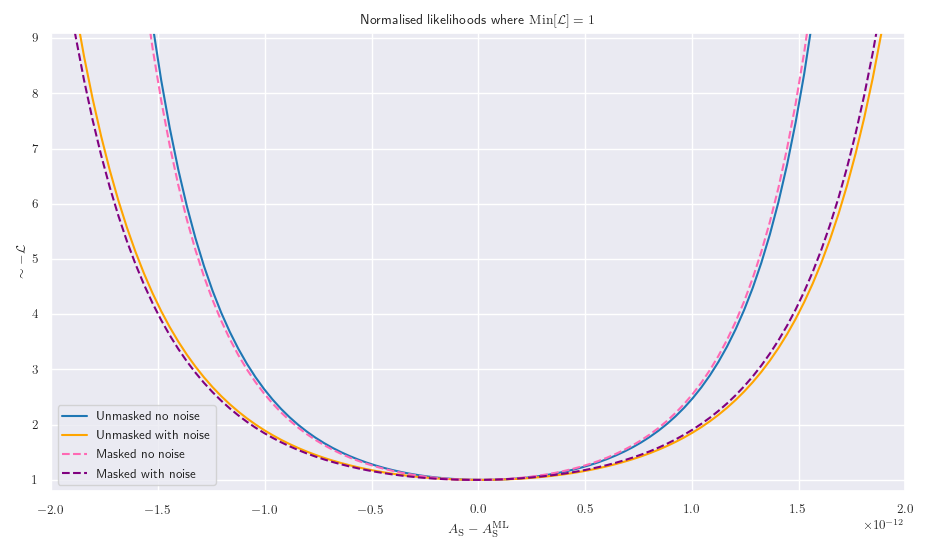 Normalised likelihoods where Min[ℒ] = 1
9
8
7
6
5
4
3
2
1
∼ −ℒ
Unmasked no noise
Unmasked with noise
Masked no noise
Masked with noise
−2.0 −1.5 −1.0 −0.5 0.0 0.5 1.0 1.5 2.0
×10⁻¹²
A_S − A_S^ML